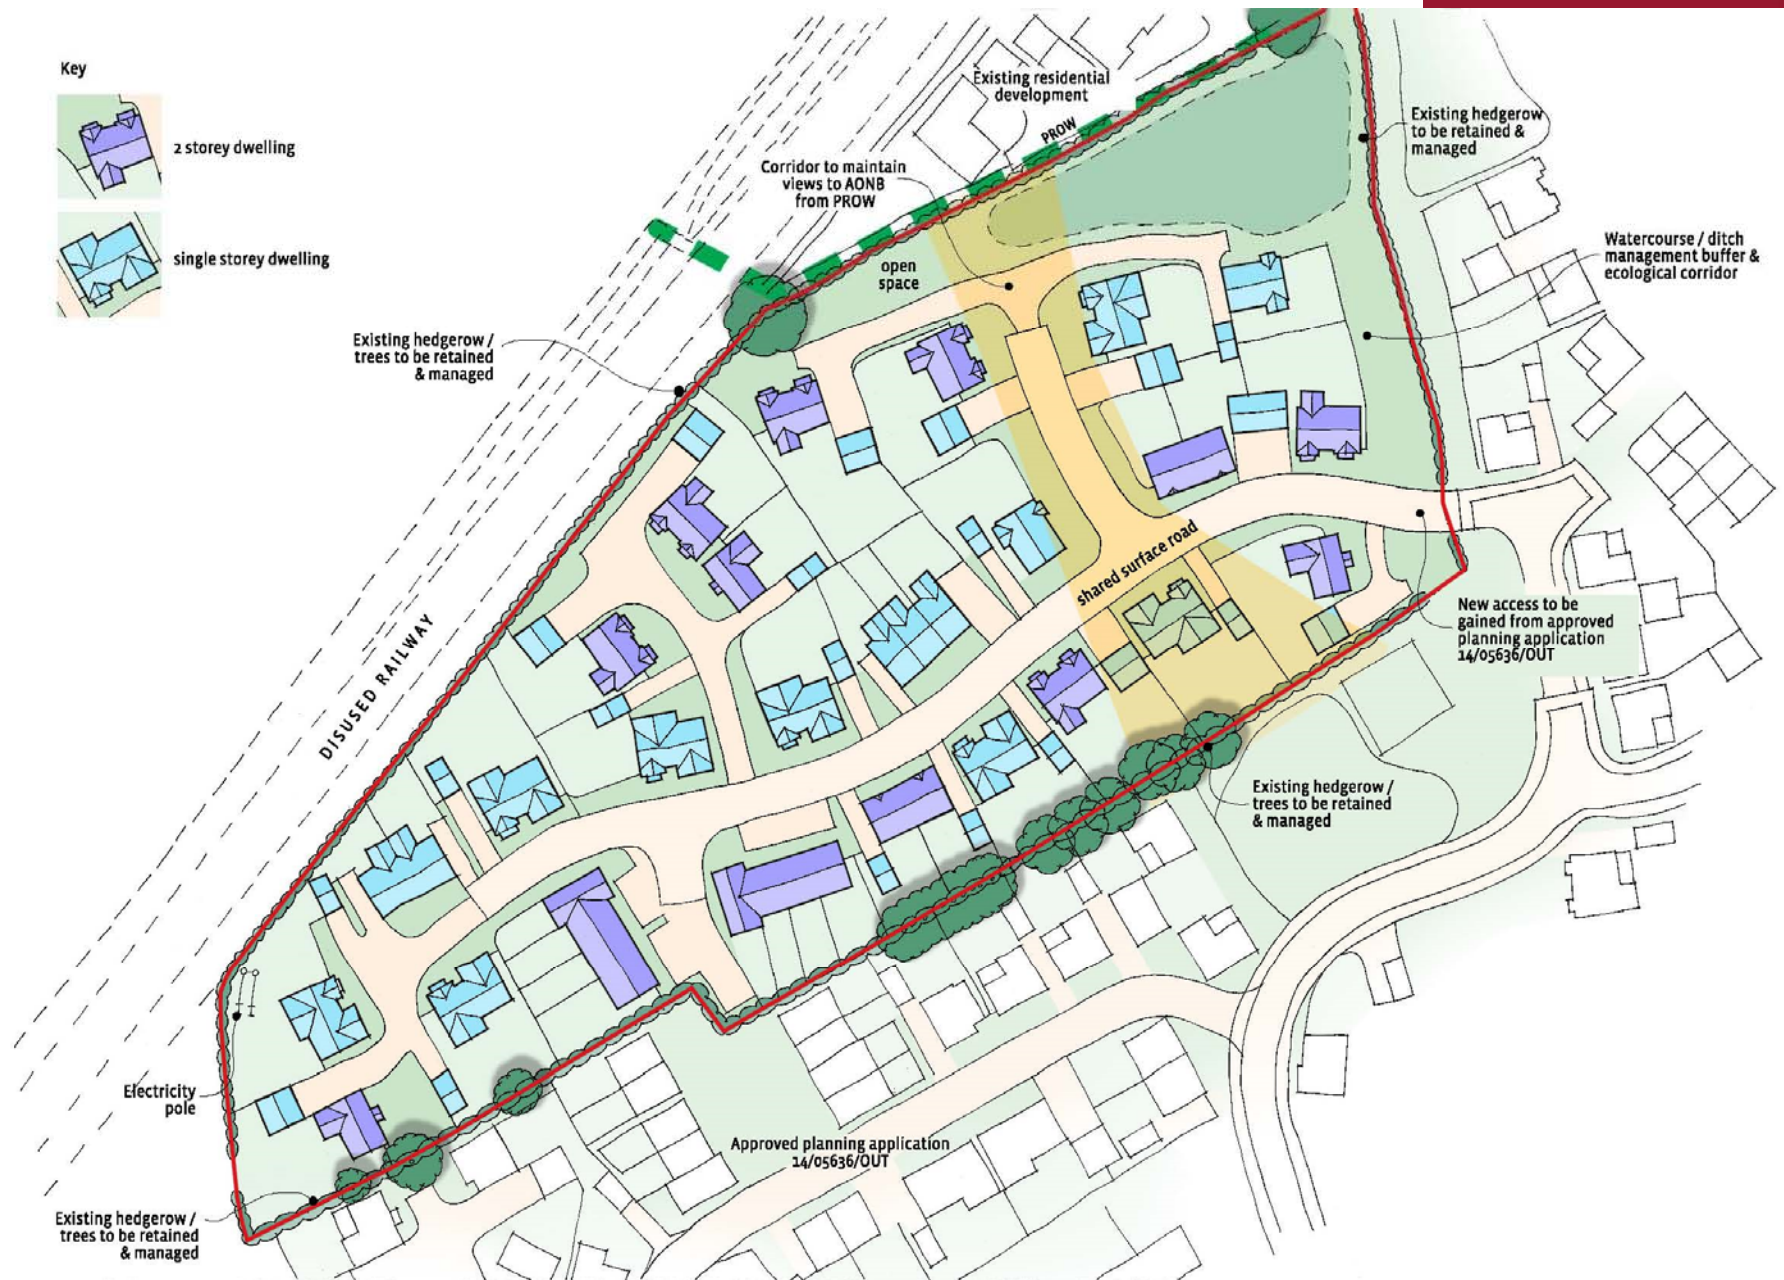 Key
2 storey dwelling
single storey dwelling
Existing residential
development
PROW
Corridor to maintain
views to AONB
from PROW
Existing hedgerow
to be retained &
managed
Watercourse / ditch
management buffer &
ecological corridor
open
space
Existing hedgerow /
trees to be retained
& managed
shared surface road
New access to be
gained from approved
planning application
14/05636/OUT
DISUSED RAILWAY
Existing hedgerow /
trees to be retained
& managed
Electricity
pole
Approved planning application
14/05636/OUT
Existing hedgerow /
trees to be retained
& managed